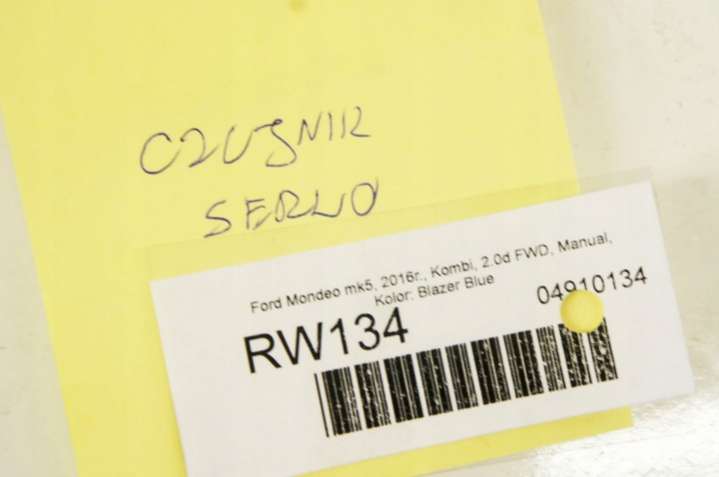 CZUJNIK
SERWO
Ford Mondeo mk5, 2016r., Kombi, 2.0d FWD, Manual,
Kolor: Blazer Blue
04910134
RW134